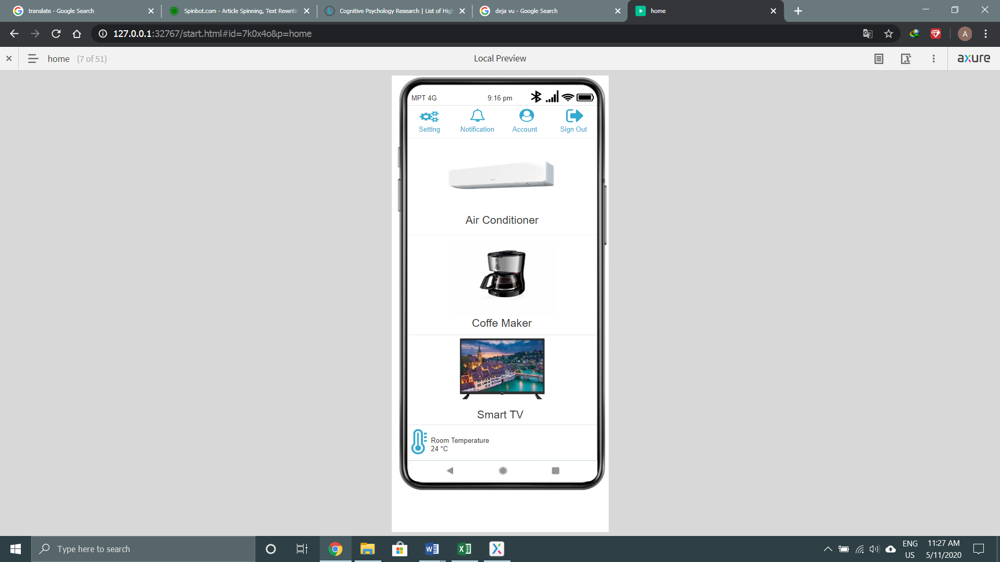 translate - Google Search
Spinbot.com - Article Spinning, Text Rewritin
Cognitive Psychology Research | List of High
deja vu - Google Search
home
127.0.0.1:32767/start.html#id=7k0x4o&p=home
A
home (7 of 51)
Local Preview
axure
MPT 4G
9:16 pm
Setting
Notification
Account
Sign Out
Air Conditioner
Coffe Maker
Smart TV
Room Temperature
24 °C
Type here to search
ENG
US
11:27 AM
5/11/2020